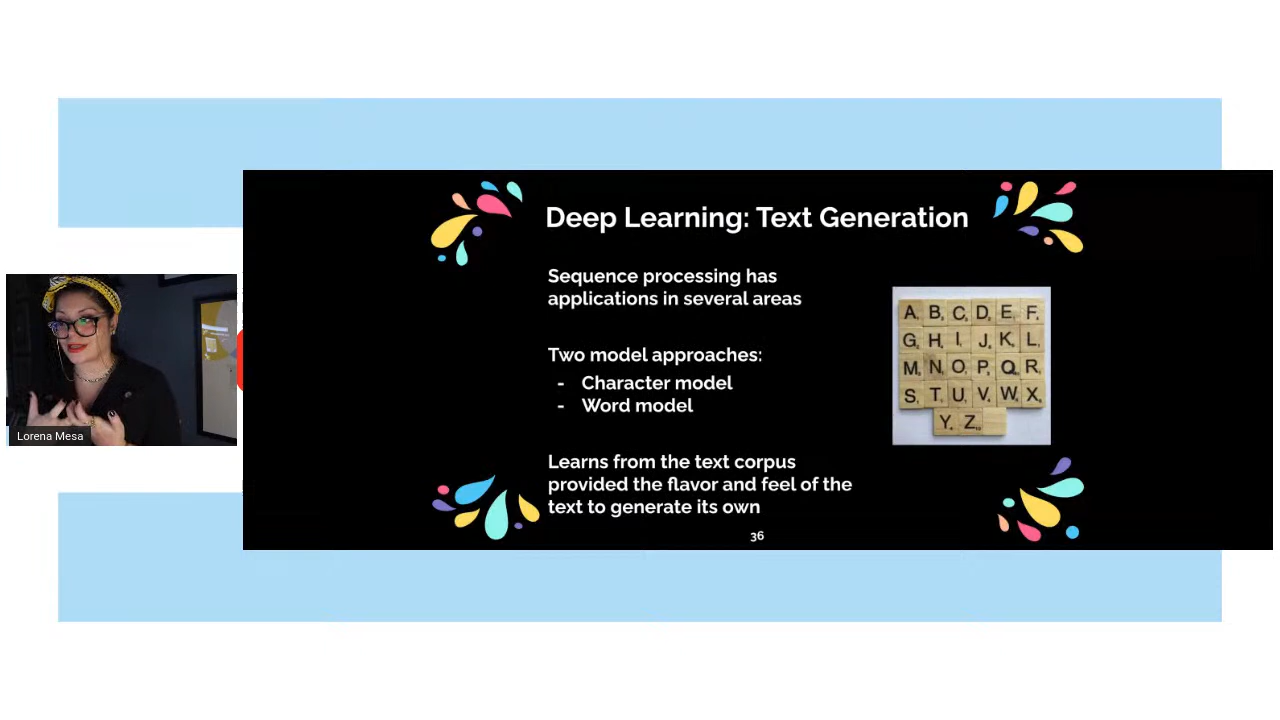 Deep Learning: Text Generation
Sequence processing has
applications in several areas
Two model approaches:
- Character model
- Word model
Learns from the text corpus
provided the flavor and feel of the
text to generate its own
36
A B C D E F
G H I J K L
M N O P Q R
S T U V W X
Y Z
Lorena Mesa